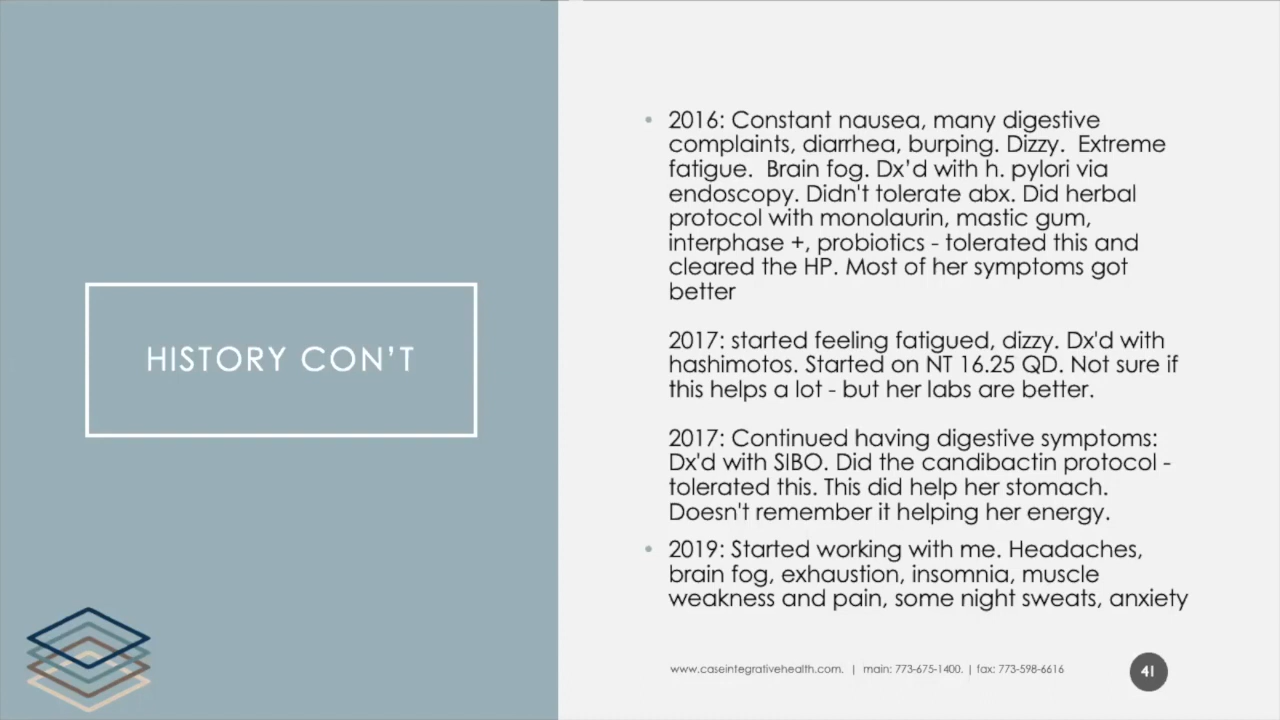 HISTORY CON’T
• 2016: Constant nausea, many digestive
complaints, diarrhea, burping. Dizzy.  Extreme
fatigue.  Brain fog. Dx’d with h. pylori via
endoscopy. Didn't tolerate abx. Did herbal
protocol with monolaurin, mastic gum,
interphase +, probiotics - tolerated this and
cleared the HP. Most of her symptoms got
better
2017: started feeling fatigued, dizzy. Dx'd with
hashimotos. Started on NT 16.25 QD. Not sure if
this helps a lot - but her labs are better.
2017: Continued having digestive symptoms:
Dx'd with SIBO. Did the candibactin protocol -
tolerated this. This did help her stomach.
Doesn't remember it helping her energy.
• 2019: Started working with me. Headaches,
brain fog, exhaustion, insomnia, muscle
weakness and pain, some night sweats, anxiety
www.caseintegrativehealth.com. | main: 773-675-1400. | fax: 773-598-6616
41